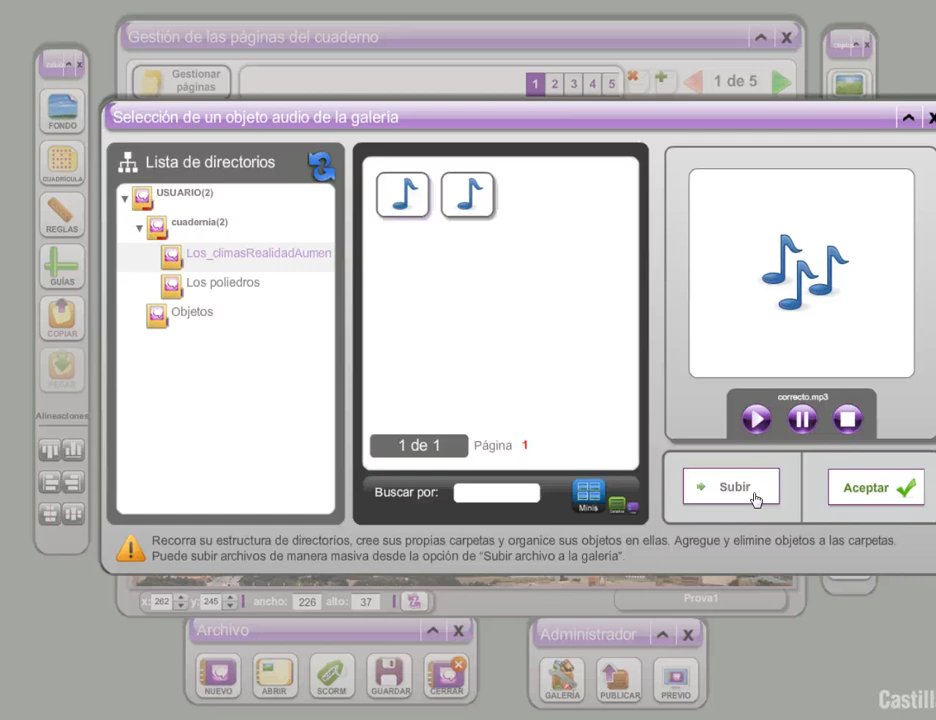 Gestión de las páginas del cuaderno
Gestionar
páginas
1 2 3 4 5
1 de 5
Selección de un objeto audio de la galería
FONDO
CUADRÍCULA
REGLAS
GUÍAS
COPIAR
PEGAR
Alineaciones
Lista de directorios
USUARIO(2)
cuadernia(2)
Los_climasRealidadAumen
Los poliedros
Objetos
1 de 1
Página 1
Buscar por:
Minis
correcto.mp3
Subir
Aceptar
Recorra su estructura de directorios, cree sus propias carpetas y organice sus objetos en ellas. Agregue y elimine objetos a las carpetas.
Puede subir archivos de manera masiva desde la opción de "Subir archivo a la galería".
x: 262 y: 245 ancho: 226 alto: 37
Prova1
Archivo
NUEVO
ABRIR
SCORM
GUARDAR
CERRAR
Administrador
GALERÍA
PUBLICAR
PREVIO
Castill